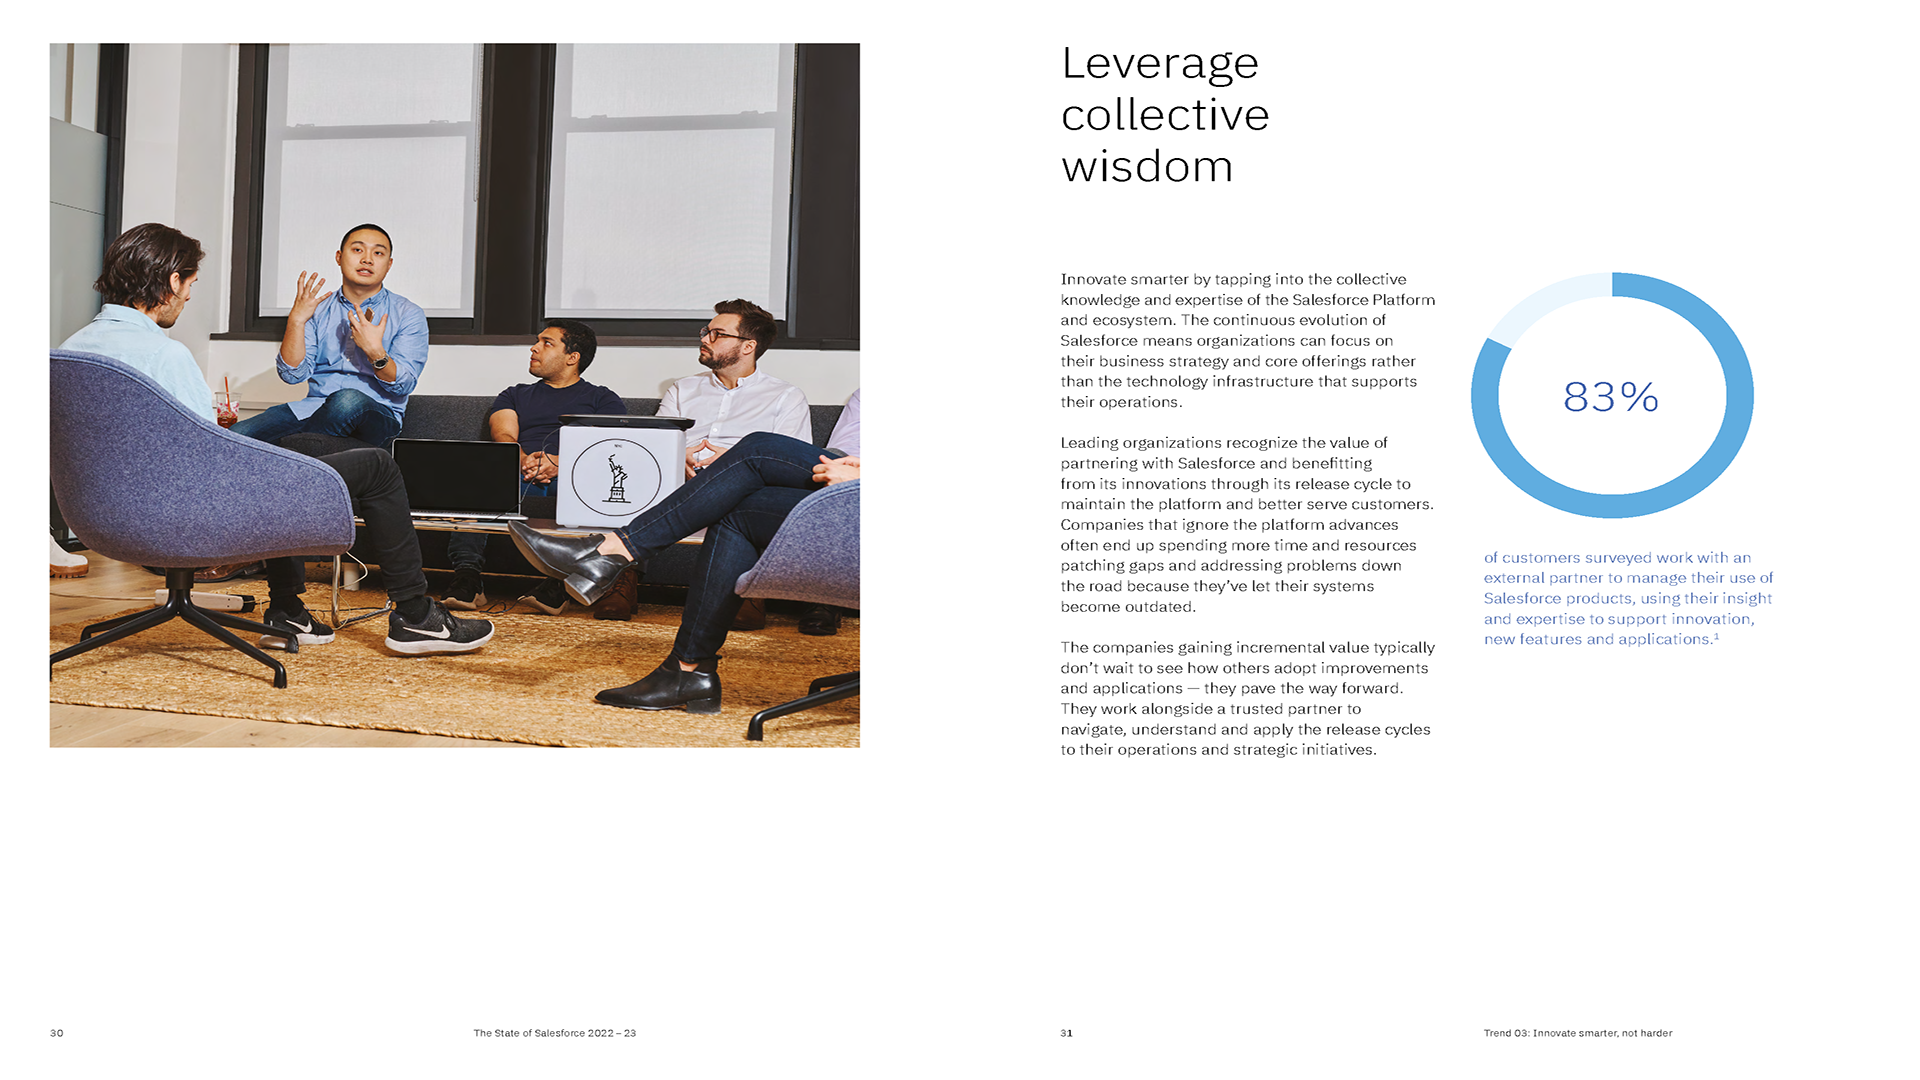 Leverage
collective
wisdom
Innovate smarter by tapping into the collective
knowledge and expertise of the Salesforce Platform
and ecosystem. The continuous evolution of
Salesforce means organizations can focus on
their business strategy and core offerings rather
than the technology infrastructure that supports
their operations.
Leading organizations recognize the value of
partnering with Salesforce and benefitting
from its innovations through its release cycle to
maintain the platform and better serve customers.
Companies that ignore the platform advances
often end up spending more time and resources
patching gaps and addressing problems down
the road because they’ve let their systems
become outdated.
The companies gaining incremental value typically
don’t wait to see how others adopt improvements
and applications — they pave the way forward.
They work alongside a trusted partner to
navigate, understand and apply the release cycles
to their operations and strategic initiatives.
83%
of customers surveyed work with an
external partner to manage their use of
Salesforce products, using their insight
and expertise to support innovation,
new features and applications.¹
30
The State of Salesforce 2022 – 23
31
Trend 03: Innovate smarter, not harder